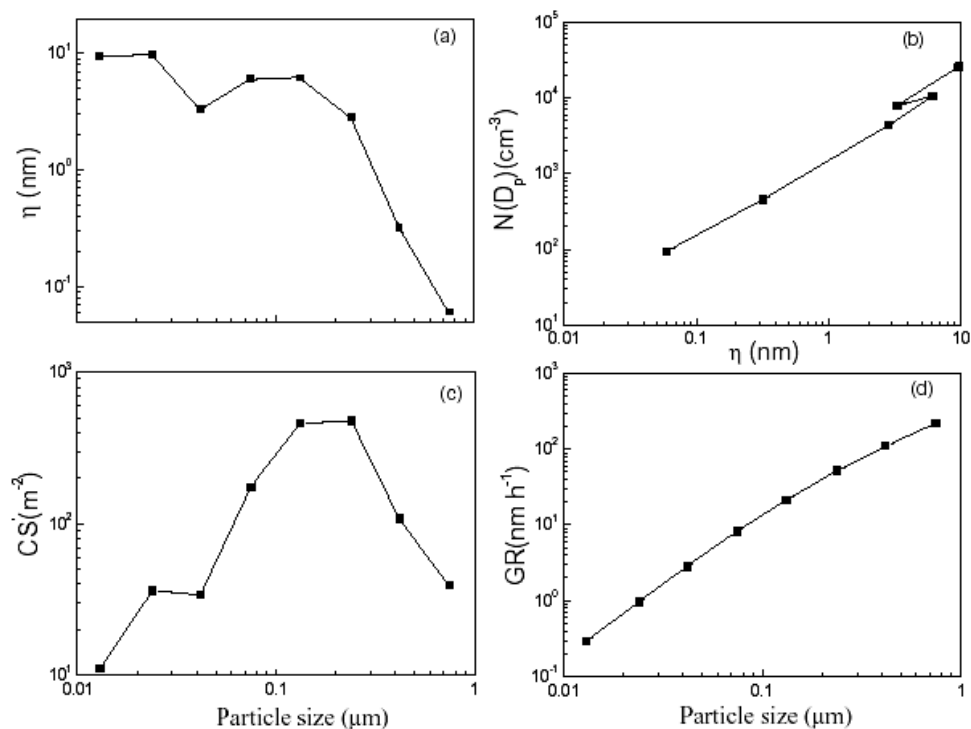 (a)
10¹
10⁰
10⁻¹
η (nm)
(b)
10⁵
10⁴
10³
10²
10¹
N(Dₚ)(cm⁻³)
0.01
0.1
1
10
η (nm)
(c)
10³
10²
10¹
CS'(m⁻²)
0.01
0.1
1
Particle size (μm)
(d)
10³
10²
10¹
10⁰
10⁻¹
GR(nm h⁻¹)
0.01
0.1
1
Particle size (μm)